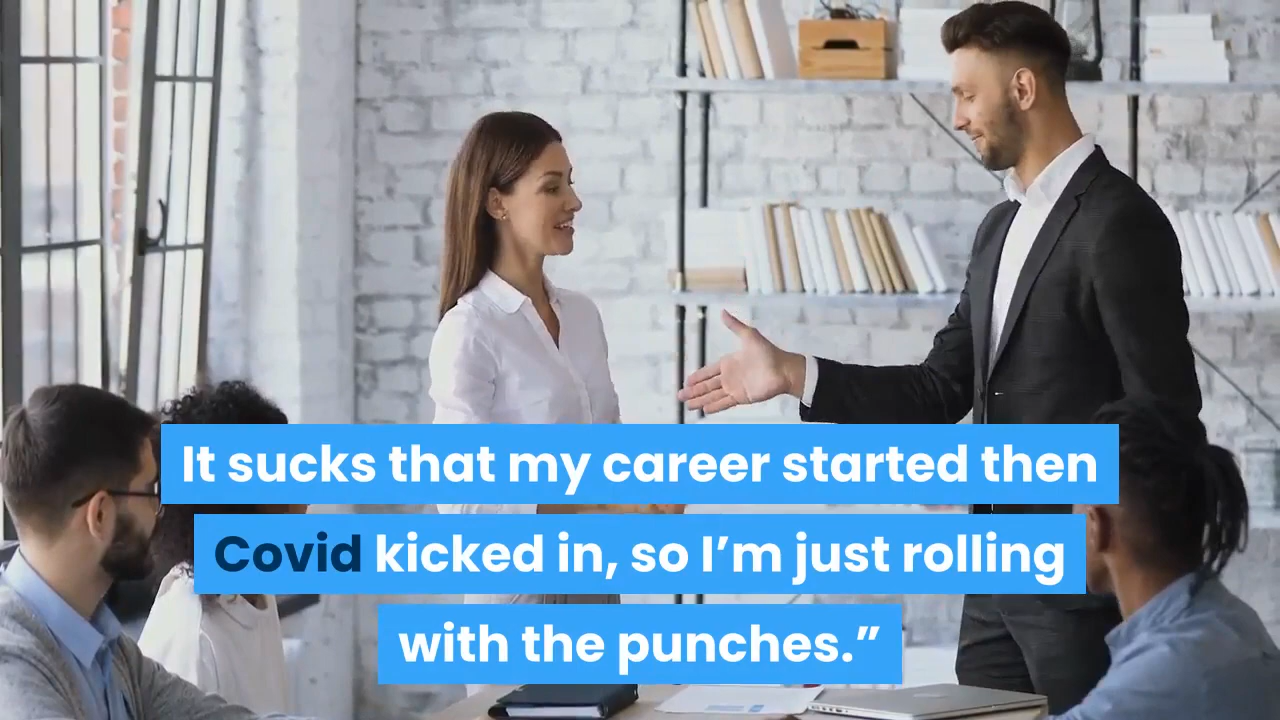 It sucks that my career started then
Covid kicked in, so I’m just rolling
with the punches.”